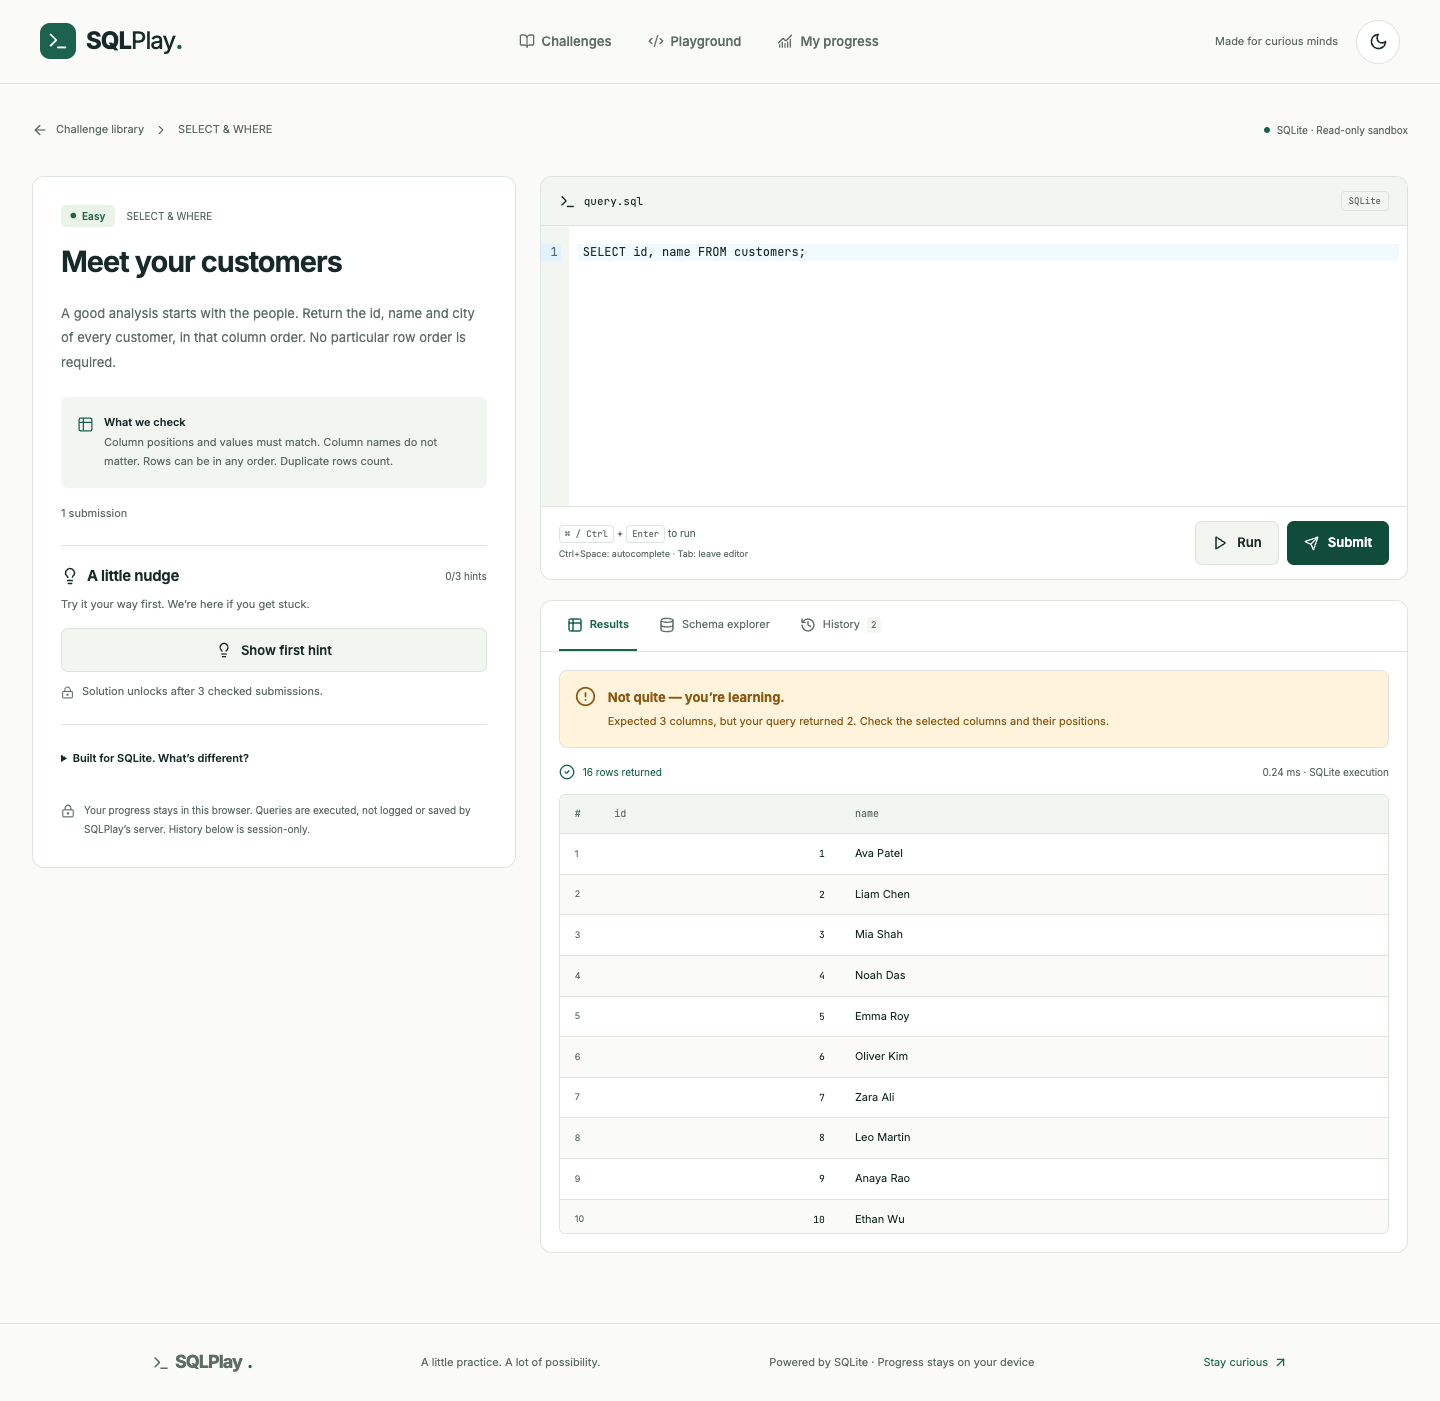 SQLPlay.
Challenges
Playground
My progress
Made for curious minds
Challenge library
SELECT & WHERE
SQLite · Read-only sandbox
Easy
SELECT & WHERE
Meet your customers
A good analysis starts with the people. Return the id, name and city
of every customer, in that column order. No particular row order is
required.
What we check
Column positions and values must match. Column names do not
matter. Rows can be in any order. Duplicate rows count.
1 submission
A little nudge
0/3 hints
Try it your way first. We’re here if you get stuck.
Show first hint
Solution unlocks after 3 checked submissions.
Built for SQLite. What’s different?
Your progress stays in this browser. Queries are executed, not logged or saved by
SQLPlay’s server. History below is session-only.
query.sql
SQLite
1 SELECT id, name FROM customers;
⌘ / Ctrl + Enter to run
Ctrl+Space: autocomplete · Tab: leave editor
Run
Submit
Results
Schema explorer
History 2
Not quite — you’re learning.
Expected 3 columns, but your query returned 2. Check the selected columns and their positions.
16 rows returned
0.24 ms · SQLite execution
# id name
1 1 Ava Patel
2 2 Liam Chen
3 3 Mia Shah
4 4 Noah Das
5 5 Emma Roy
6 6 Oliver Kim
7 7 Zara Ali
8 8 Leo Martin
9 9 Anaya Rao
10 10 Ethan Wu
SQLPlay .
A little practice. A lot of possibility.
Powered by SQLite · Progress stays on your device
Stay curious